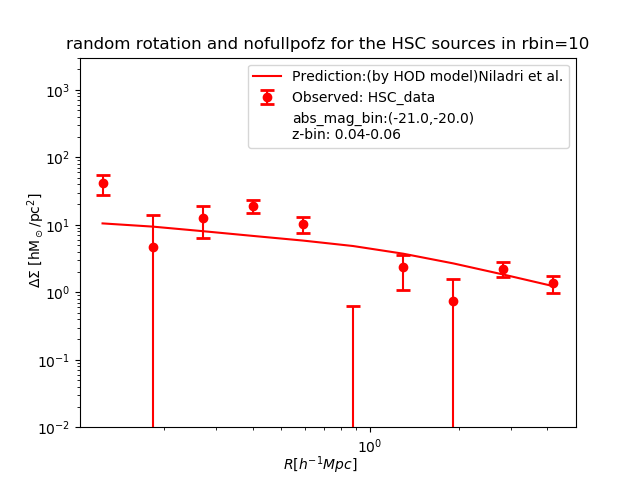 random rotation and nofullpofz for the HSC sources in rbin=10
Prediction:(by HOD model)Niladri et al.
Observed: HSC_data
abs_mag_bin:(-21.0,-20.0)
z-bin: 0.04-0.06
10³
10²
10¹
10⁰
10⁻¹
10⁻²
ΔΣ [hM⊙/pc²]
10⁰
R[h⁻¹Mpc]